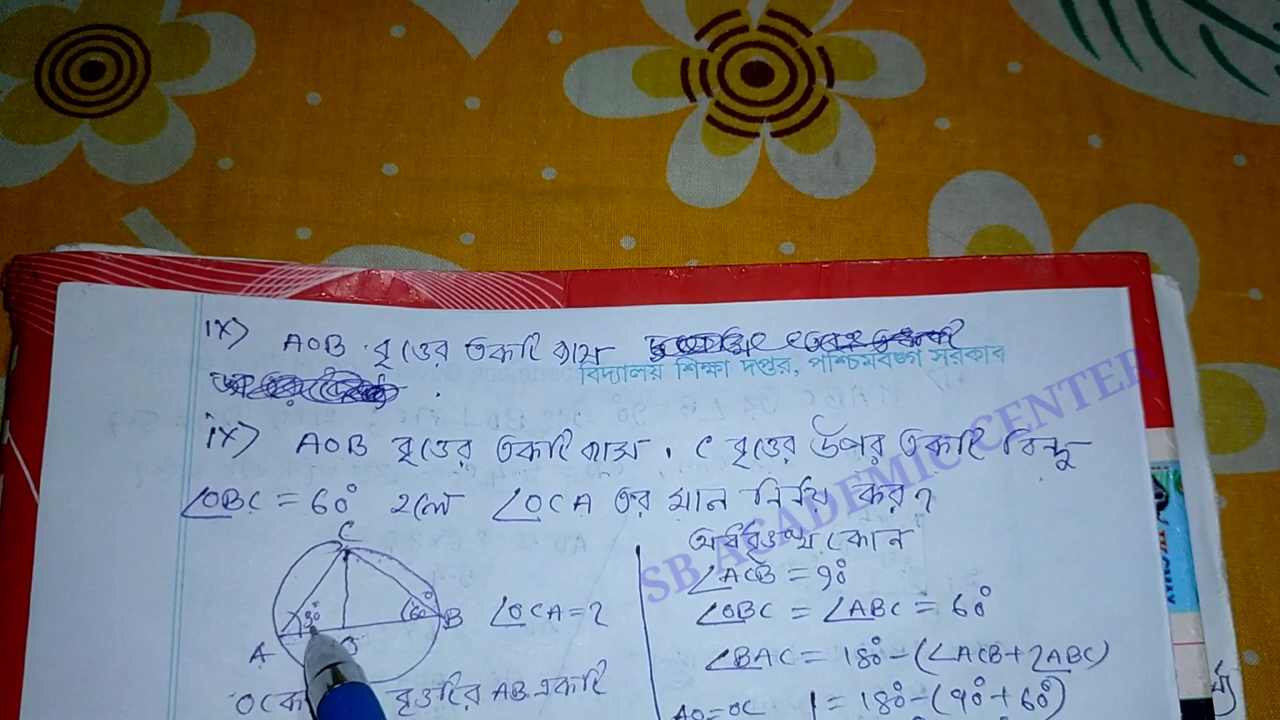 ix) AOB বৃত্তের একটি ব্যাস
বিদ্যালয় শিক্ষা দপ্তর, পশ্চিমবঙ্গ সরকার
ix) AOB বৃত্তের একটি ব্যাস । C বৃত্তের উপর একটি বিন্দু
∠OBC = 60° হলে ∠OCA এর মান নির্ণয় কর?
C
30°
60°
B
A
O
∠OCA = ?
বৃত্তটির AB একটি
অর্ধবৃত্তস্থ কোন
∠ACB = 90°
∠OBC = ∠ABC = 60°
∠BAC = 180° - (∠ACB + ∠ABC)
AO = OC
= 180° - (90° + 60°)
SB ACADEMIC CENTER